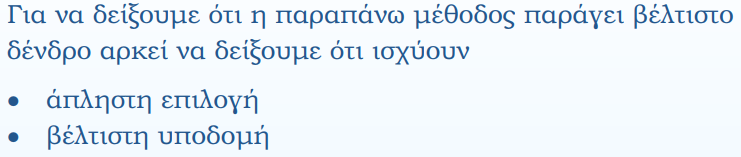 Για να δείξουμε ότι η παραπάνω μέθοδος παράγει βέλτιστο
δένδρο αρκεί να δείξουμε ότι ισχύουν
• άπληστη επιλογή
• βέλτιστη υποδομή